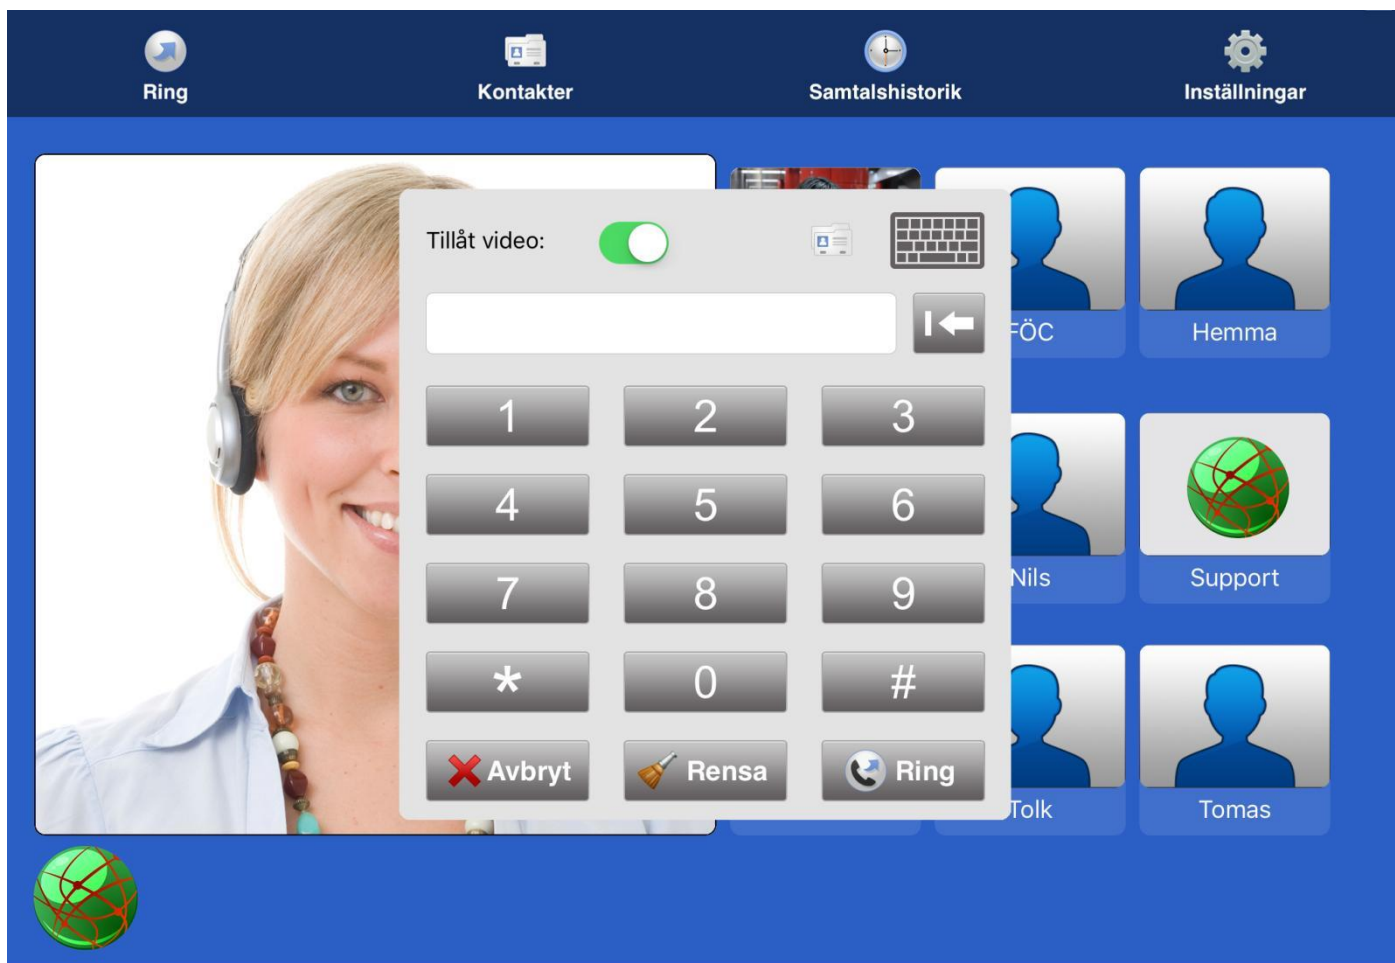 Ring
Kontakter
Samtalshistorik
Inställningar
Tillåt video:
1 2 3
4 5 6
7 8 9
* 0 #
Avbryt Rensa Ring
FÖC
Hemma
Nils
Support
Tolk
Tomas